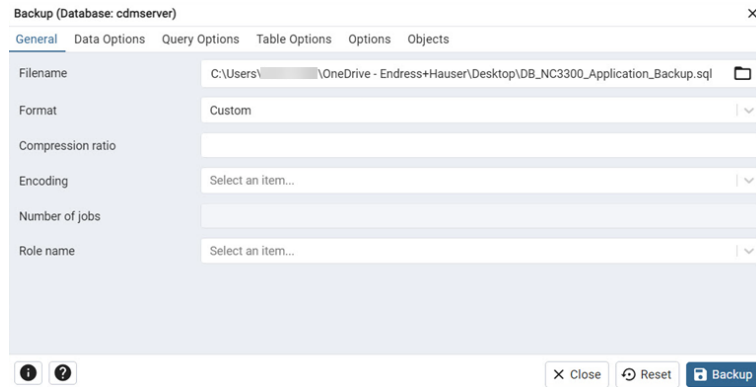 Backup (Database: cdmserver)
General Data Options Query Options Table Options Options Objects
Filename C:\Users\ \OneDrive - Endress+Hauser\Desktop\DB_NC3300_Application_Backup.sql
Format Custom
Compression ratio
Encoding Select an item...
Number of jobs
Role name Select an item...
Close Reset Backup